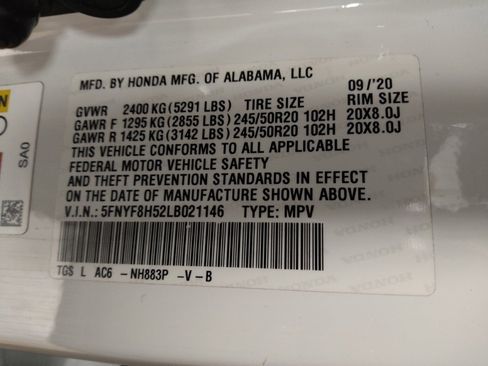 MFD. BY HONDA MFG. OF ALABAMA, LLC 09/'20
GVWR 2400 KG (5291 LBS) TIRE SIZE RIM SIZE
GAWR F 1295 KG (2855 LBS) 245/50R20 102H 20X8.0J
GAWR R 1425 KG (3142 LBS) 245/50R20 102H 20X8.0J
THIS VEHICLE CONFORMS TO ALL APPLICABLE
FEDERAL MOTOR VEHICLE SAFETY
AND THEFT PREVENTION STANDARDS IN EFFECT
ON THE DATE OF MANUFACTURE SHOWN ABOVE.
V.I.N.: 5FNYF8H52LB021146 TYPE: MPV
TGS L AC6 -NH883P -V-B
SA0